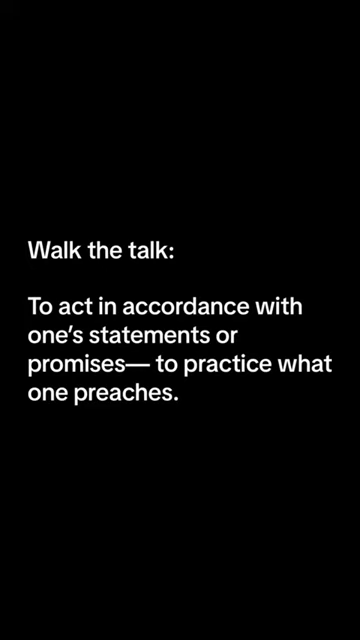 Walk the talk:
To act in accordance with
one’s statements or
promises— to practice what
one preaches.